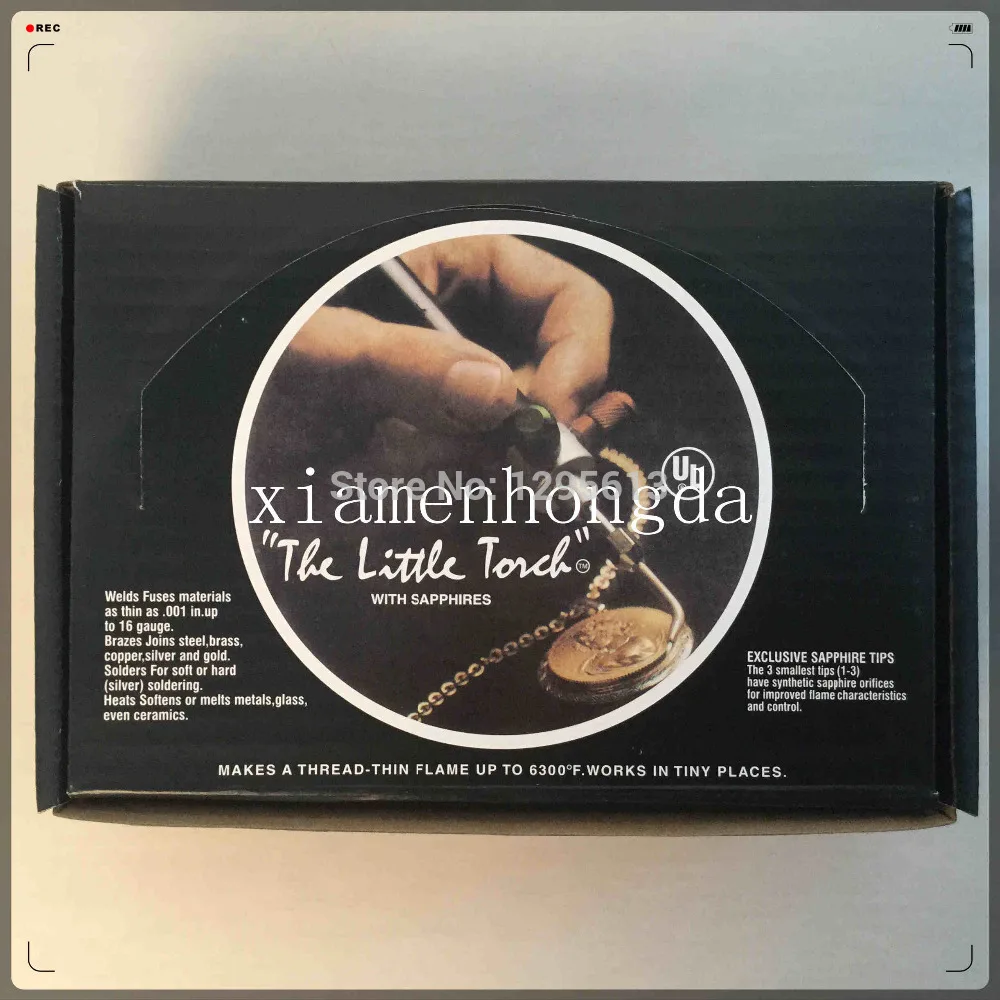 REC
Store No: 1295613
xiamenhongda
"The Little Torch" TM
WITH SAPPHIRES
Welds Fuses materials
as thin as .001 in.up
to 16 gauge.
Brazes Joins steel,brass,
copper,silver and gold.
Solders For soft or hard
(silver) soldering.
Heats Softens or melts metals,glass,
even ceramics.
EXCLUSIVE SAPPHIRE TIPS
The 3 smallest tips (1-3)
have synthetic sapphire orifices
for improved flame characteristics
and control.
MAKES A THREAD-THIN FLAME UP TO 6300°F.WORKS IN TINY PLACES.